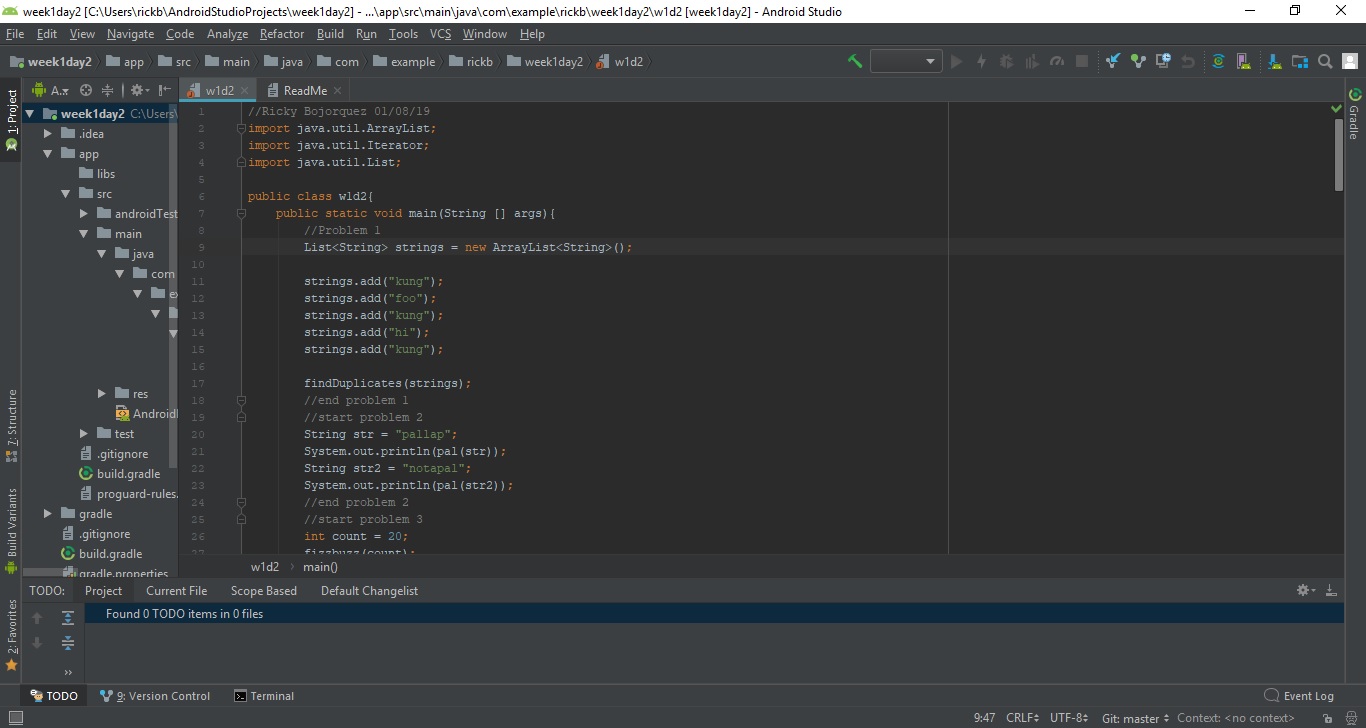 week1day2 [C:\Users\rickb\AndroidStudioProjects\week1day2] - ...\app\src\main\java\com\example\rickb\week1day2\w1d2 [week1day2] - Android Studio
File Edit View Navigate Code Analyze Refactor Build Run Tools VCS Window Help
week1day2 app src main java com example rickb week1day2 w1d2
A.. w1d2 ReadMe
1: Project
7: Structure
Build Variants
2: Favorites
Gradle
week1day2 C:\Users\
.idea
app
libs
src
androidTest
main
java
com
res
Android
test
.gitignore
build.gradle
proguard-rules.
gradle
.gitignore
build.gradle
gradle.properties
1 //Ricky Bojorquez 01/08/19
2 import java.util.ArrayList;
3 import java.util.Iterator;
4 import java.util.List;
5
6 public class w1d2{
7 public static void main(String [] args){
8 //Problem 1
9 List<String> strings = new ArrayList<String>();
10
11 strings.add("kung");
12 strings.add("foo");
13 strings.add("kung");
14 strings.add("hi");
15 strings.add("kung");
16
17 findDuplicates(strings);
18 //end problem 1
19 //start problem 2
20 String str = "pallap";
21 System.out.println(pal(str));
22 String str2 = "notapal";
23 System.out.println(pal(str2));
24 //end problem 2
25 //start problem 3
26 int count = 20;
27 fizzbuzz(count);
w1d2 main()
TODO: Project Current File Scope Based Default Changelist
Found 0 TODO items in 0 files
TODO 9: Version Control Terminal Event Log
9:47 CRLF UTF-8 Git: master Context: <no context>